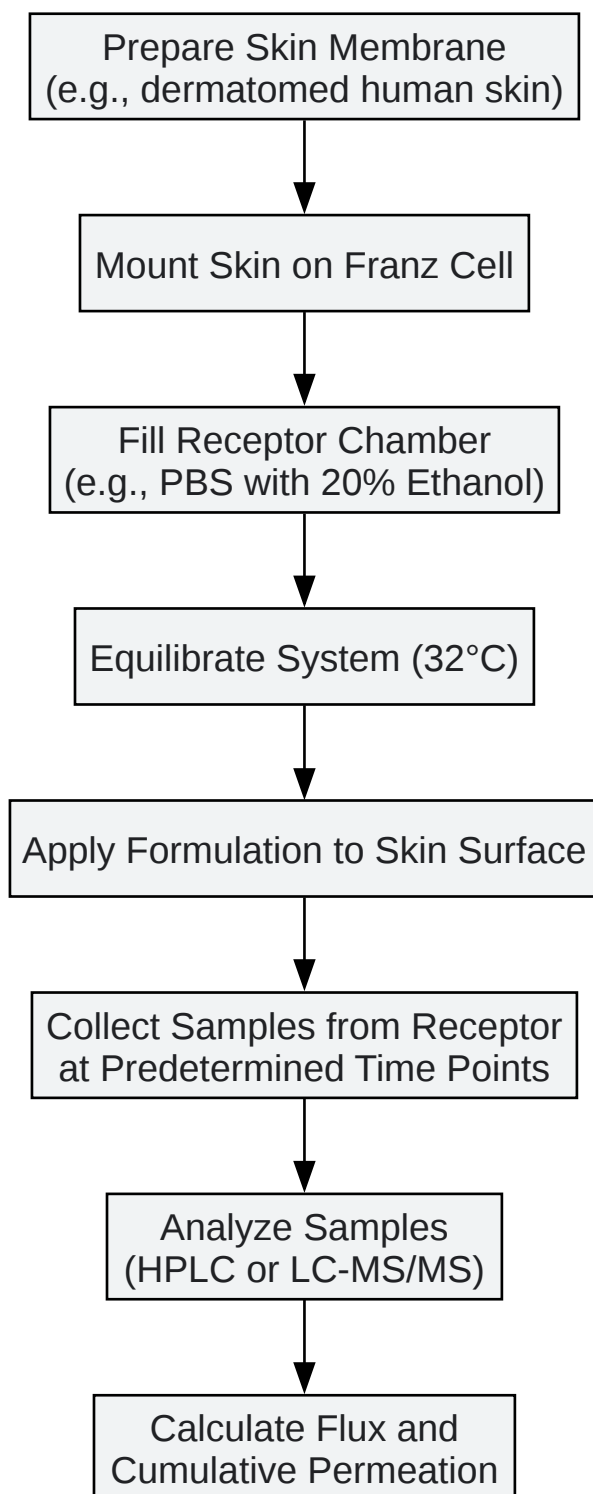 Prepare Skin Membrane
(e.g., dermatomed human skin)
Mount Skin on Franz Cell
Fill Receptor Chamber
(e.g., PBS with 20% Ethanol)
Equilibrate System (32°C)
Apply Formulation to Skin Surface
Collect Samples from Receptor
at Predetermined Time Points
Analyze Samples
(HPLC or LC-MS/MS)
Calculate Flux and
Cumulative Permeation